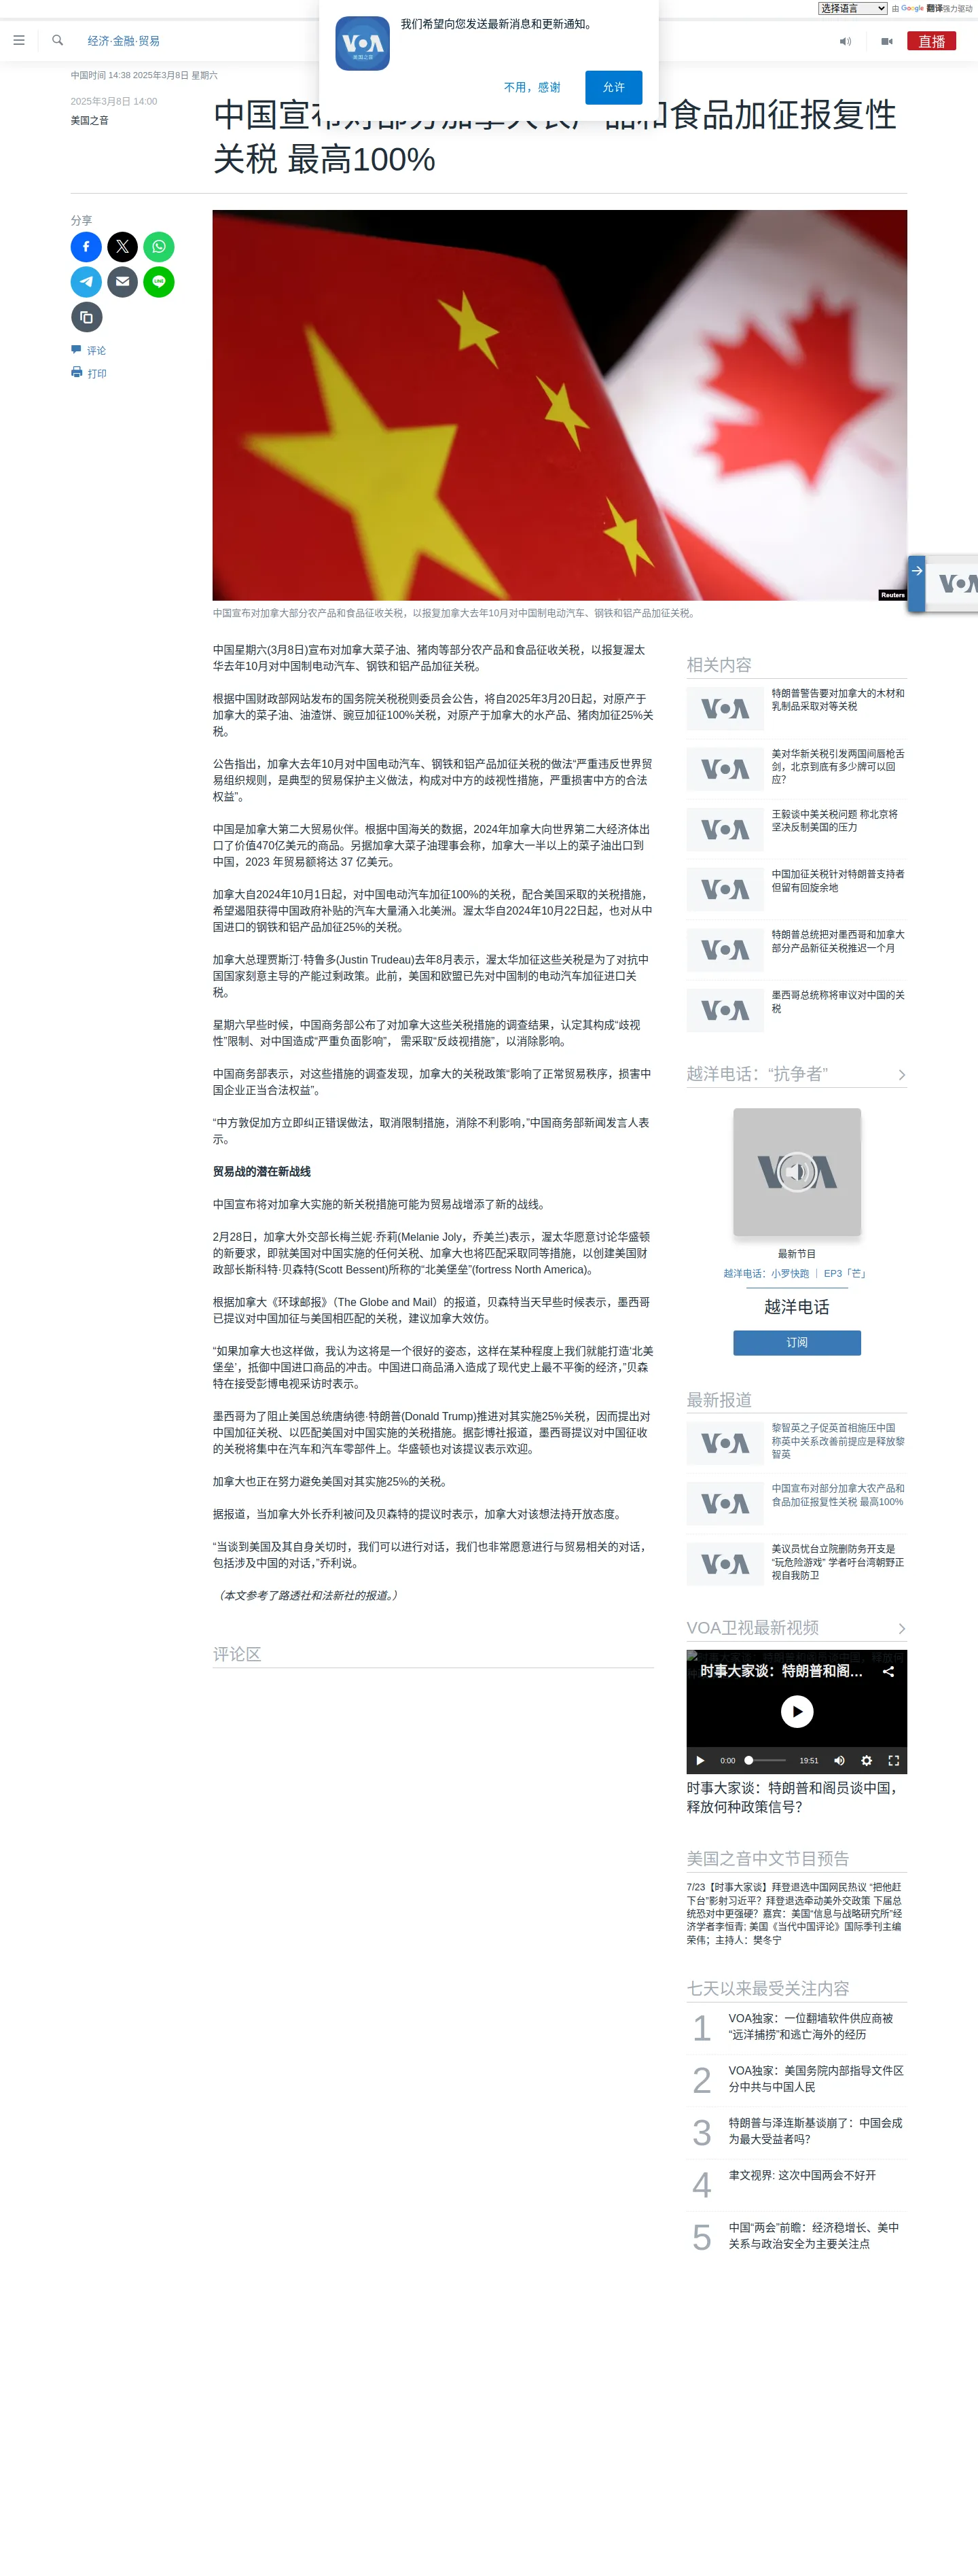 选择语言 由 Google 翻译强力驱动
我们希望向您发送最新消息和更新通知。
VOA
美国之音
不用，感谢
允许
经济·金融·贸易
直播
中国时间 14:38 2025年3月8日 星期六
2025年3月8日 14:00
美国之音
中国宣布对部分加拿大农产品和食品加征报复性
关税 最高100%
分享
LINE
评论
打印
Reuters
VOA
中国宣布对加拿大部分农产品和食品征收关税，以报复加拿大去年10月对中国制电动汽车、钢铁和铝产品加征关税。
中国星期六(3月8日)宣布对加拿大菜子油、猪肉等部分农产品和食品征收关税，以报复渥太
华去年10月对中国制电动汽车、钢铁和铝产品加征关税。
根据中国财政部网站发布的国务院关税税则委员会公告，将自2025年3月20日起，对原产于
加拿大的菜子油、油渣饼、豌豆加征100%关税，对原产于加拿大的水产品、猪肉加征25%关
税。
公告指出，加拿大去年10月对中国电动汽车、钢铁和铝产品加征关税的做法“严重违反世界贸
易组织规则，是典型的贸易保护主义做法，构成对中方的歧视性措施，严重损害中方的合法
权益”。
中国是加拿大第二大贸易伙伴。根据中国海关的数据，2024年加拿大向世界第二大经济体出
口了价值470亿美元的商品。另据加拿大菜子油理事会称，加拿大一半以上的菜子油出口到
中国，2023 年贸易额将达 37 亿美元。
加拿大自2024年10月1日起，对中国电动汽车加征100%的关税，配合美国采取的关税措施，
希望遏阻获得中国政府补贴的汽车大量涌入北美洲。渥太华自2024年10月22日起，也对从中
国进口的钢铁和铝产品加征25%的关税。
加拿大总理贾斯汀·特鲁多(Justin Trudeau)去年8月表示，渥太华加征这些关税是为了对抗中
国国家刻意主导的产能过剩政策。此前，美国和欧盟已先对中国制的电动汽车加征进口关
税。
星期六早些时候，中国商务部公布了对加拿大这些关税措施的调查结果，认定其构成“歧视
性”限制、对中国造成“严重负面影响”， 需采取“反歧视措施”，以消除影响。
中国商务部表示，对这些措施的调查发现，加拿大的关税政策“影响了正常贸易秩序，损害中
国企业正当合法权益”。
“中方敦促加方立即纠正错误做法，取消限制措施，消除不利影响，”中国商务部新闻发言人表
示。
贸易战的潜在新战线
中国宣布将对加拿大实施的新关税措施可能为贸易战增添了新的战线。
2月28日，加拿大外交部长梅兰妮·乔莉(Melanie Joly，乔美兰)表示，渥太华愿意讨论华盛顿
的新要求，即就美国对中国实施的任何关税、加拿大也将匹配采取同等措施，以创建美国财
政部长斯科特·贝森特(Scott Bessent)所称的“北美堡垒”(fortress North America)。
根据加拿大《环球邮报》（The Globe and Mail）的报道，贝森特当天早些时候表示，墨西哥
已提议对中国加征与美国相匹配的关税，建议加拿大效仿。
“如果加拿大也这样做，我认为这将是一个很好的姿态，这样在某种程度上我们就能打造‘北美
堡垒’，抵御中国进口商品的冲击。中国进口商品涌入造成了现代史上最不平衡的经济，”贝森
特在接受彭博电视采访时表示。
墨西哥为了阻止美国总统唐纳德·特朗普(Donald Trump)推进对其实施25%关税，因而提出对
中国加征关税、以匹配美国对中国实施的关税措施。据彭博社报道，墨西哥提议对中国征收
的关税将集中在汽车和汽车零部件上。华盛顿也对该提议表示欢迎。
加拿大也正在努力避免美国对其实施25%的关税。
据报道，当加拿大外长乔利被问及贝森特的提议时表示，加拿大对该想法持开放态度。
“当谈到美国及其自身关切时，我们可以进行对话，我们也非常愿意进行与贸易相关的对话，
包括涉及中国的对话，”乔利说。
（本文参考了路透社和法新社的报道。）
评论区
相关内容
VOA
特朗普警告要对加拿大的木材和
乳制品采取对等关税
VOA
美对华新关税引发两国间唇枪舌
剑，北京到底有多少牌可以回
应？
VOA
王毅谈中美关税问题 称北京将
坚决反制美国的压力
VOA
中国加征关税针对特朗普支持者
但留有回旋余地
VOA
特朗普总统把对墨西哥和加拿大
部分产品新征关税推迟一个月
VOA
墨西哥总统称将审议对中国的关
税
越洋电话：“抗争者”
VOA
最新节目
越洋电话：小罗快跑 ｜ EP3「芒」
越洋电话
订阅
最新报道
VOA
黎智英之子促英首相施压中国
称英中关系改善前提应是释放黎
智英
VOA
中国宣布对部分加拿大农产品和
食品加征报复性关税 最高100%
VOA
美议员忧台立院删防务开支是
“玩危险游戏” 学者吁台湾朝野正
视自我防卫
VOA卫视最新视频
时事大家谈：特朗普和阁...
0:00
19:51
时事大家谈：特朗普和阁员谈中国，
释放何种政策信号？
美国之音中文节目预告
7/23【时事大家谈】拜登退选中国网民热议 “把他赶
下台”影射习近平？拜登退选牵动美外交政策 下届总
统恐对中更强硬？嘉宾：美国“信息与战略研究所”经
济学者李恒青; 美国《当代中国评论》国际季刊主编
荣伟；主持人：樊冬宁
七天以来最受关注内容
1
VOA独家：一位翻墙软件供应商被
“远洋捕捞”和逃亡海外的经历
2
VOA独家：美国务院内部指导文件区
分中共与中国人民
3
特朗普与泽连斯基谈崩了：中国会成
为最大受益者吗？
4
聿文视界: 这次中国两会不好开
5
中国“两会”前瞻：经济稳增长、美中
关系与政治安全为主要关注点